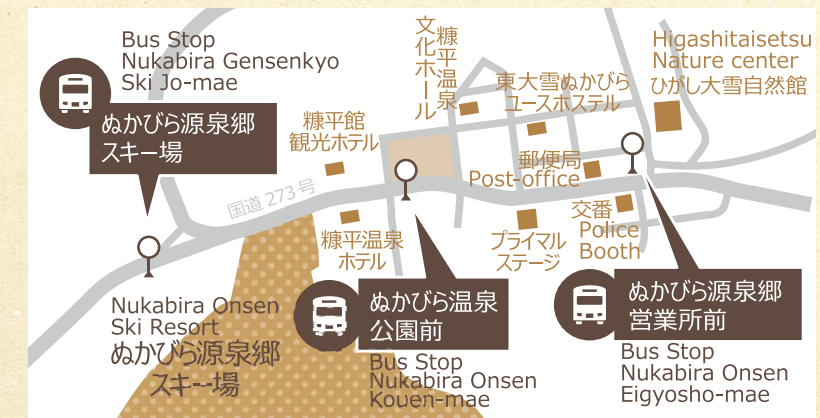 Bus Stop
Nukabira Gensenkyo
Ski Jo-mae
ぬかびら源泉郷
スキー場
糠平館
観光ホテル
糠平温泉
文化ホール
東大雪ぬかびら
ユースホステル
Higashitaisetsu
Nature center
ひがし大雪自然館
郵便局
Post-office
国道273号
糠平温泉
ホテル
プライマル
ステージ
交番
Police
Booth
Nukabira Onsen
Ski Resort
ぬかびら源泉郷
スキー場
ぬかびら温泉
公園前
Bus Stop
Nukabira Onsen
Kouen-mae
ぬかびら源泉郷
営業所前
Bus Stop
Nukabira Onsen
Eigyosho-mae